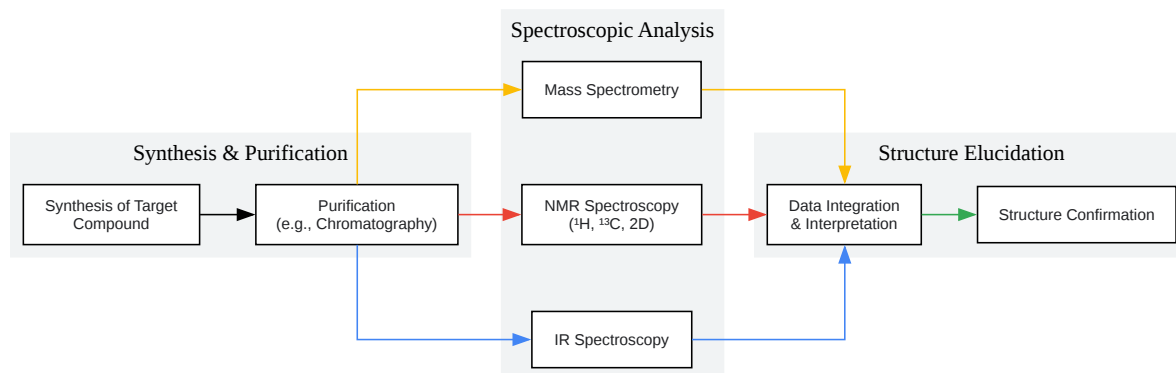 Spectroscopic Analysis
Mass Spectrometry
Synthesis & Purification
Structure Elucidation
Synthesis of Target
Compound
Purification
(e.g., Chromatography)
NMR Spectroscopy
(¹H, ¹³C, 2D)
Data Integration
& Interpretation
Structure Confirmation
IR Spectroscopy